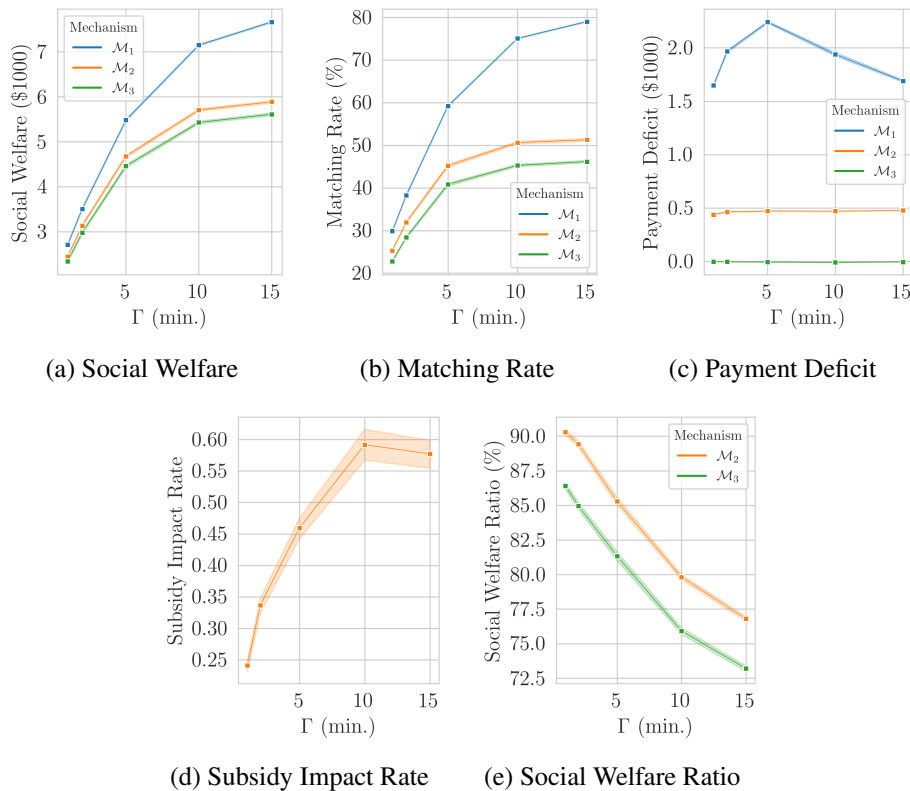 Social Welfare ($1000)
7
6
5
4
3
Mechanism
M₁
M₂
M₃
5
10
15
Γ (min.)
(a) Social Welfare
Matching Rate (%)
80
70
60
50
40
30
20
Mechanism
M₁
M₂
M₃
5
10
15
Γ (min.)
(b) Matching Rate
Payment Deficit ($1000)
2.0
1.5
1.0
0.5
0.0
Mechanism
M₁
M₂
M₃
5
10
15
Γ (min.)
(c) Payment Deficit
Subsidy Impact Rate
0.60
0.55
0.50
0.45
0.40
0.35
0.30
0.25
5
10
15
Γ (min.)
(d) Subsidy Impact Rate
Social Welfare Ratio (%)
90.0
87.5
85.0
82.5
80.0
77.5
75.0
72.5
Mechanism
M₂
M₃
5
10
15
Γ (min.)
(e) Social Welfare Ratio